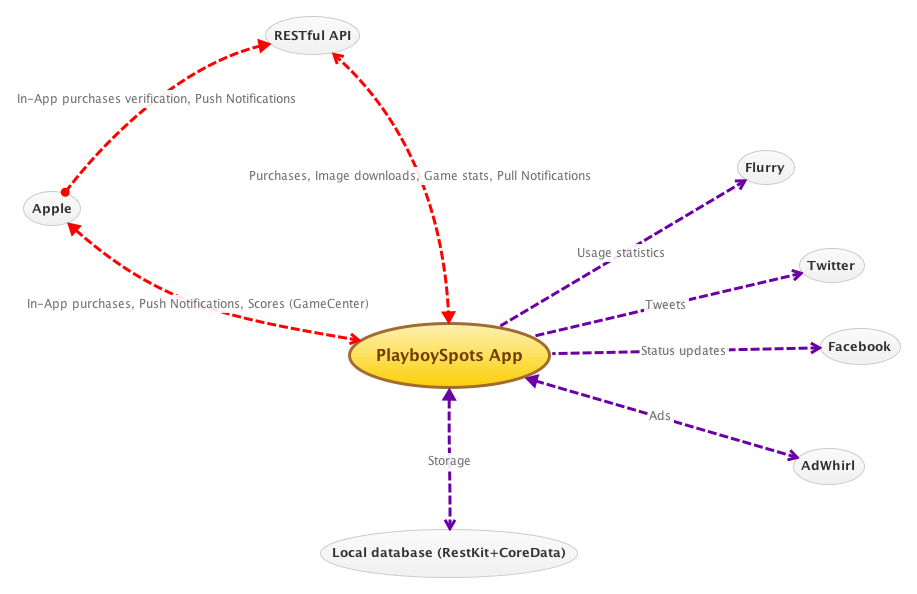 RESTful API
In-App purchases verification, Push Notifications
Flurry
Purchases, Image downloads, Game stats, Pull Notifications
Apple
Usage statistics
Twitter
In-App purchases, Push Notifications, Scores (GameCenter)
Tweets
Facebook
Status updates
PlayboySpots App
Ads
Storage
AdWhirl
Local database (RestKit+CoreData)